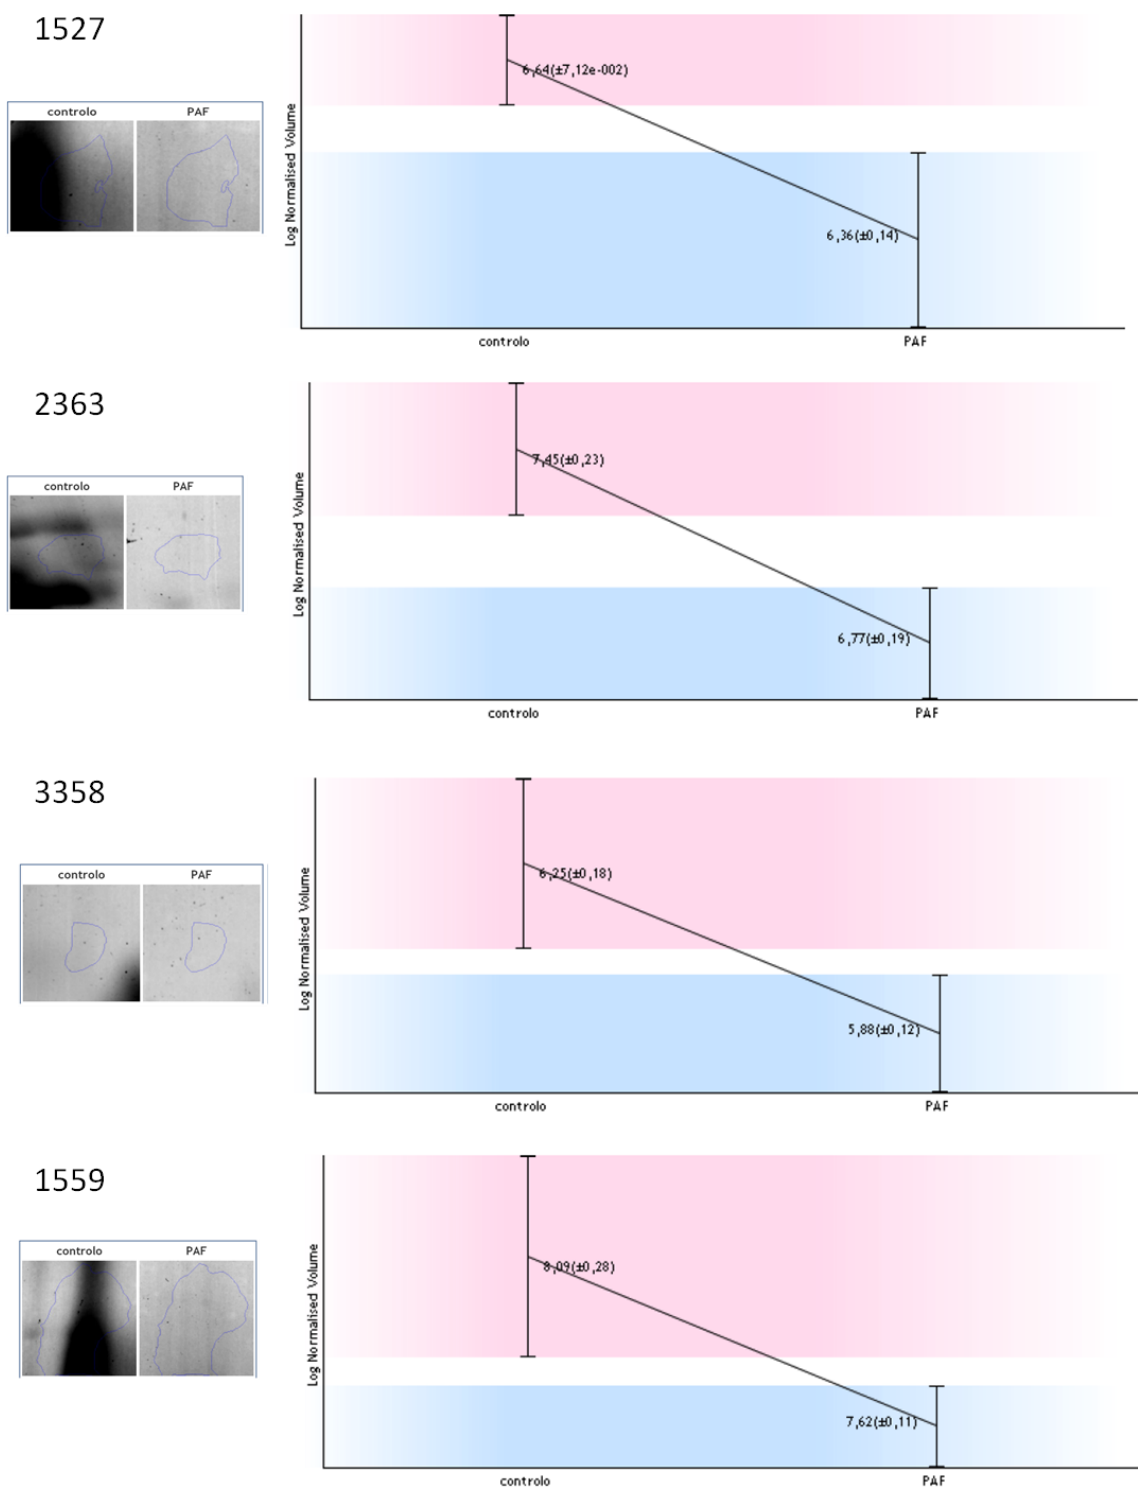 1527
controlo PAF
Log Normalised Volume
6,64(±7,12e-002)
6,36(±0,14)
controlo PAF
2363
controlo PAF
Log Normalised Volume
7,45(±0,23)
6,77(±0,19)
controlo PAF
3358
controlo PAF
Log Normalised Volume
6,25(±0,18)
5,88(±0,12)
controlo PAF
1559
controlo PAF
Log Normalised Volume
8,09(±0,28)
7,62(±0,11)
controlo PAF